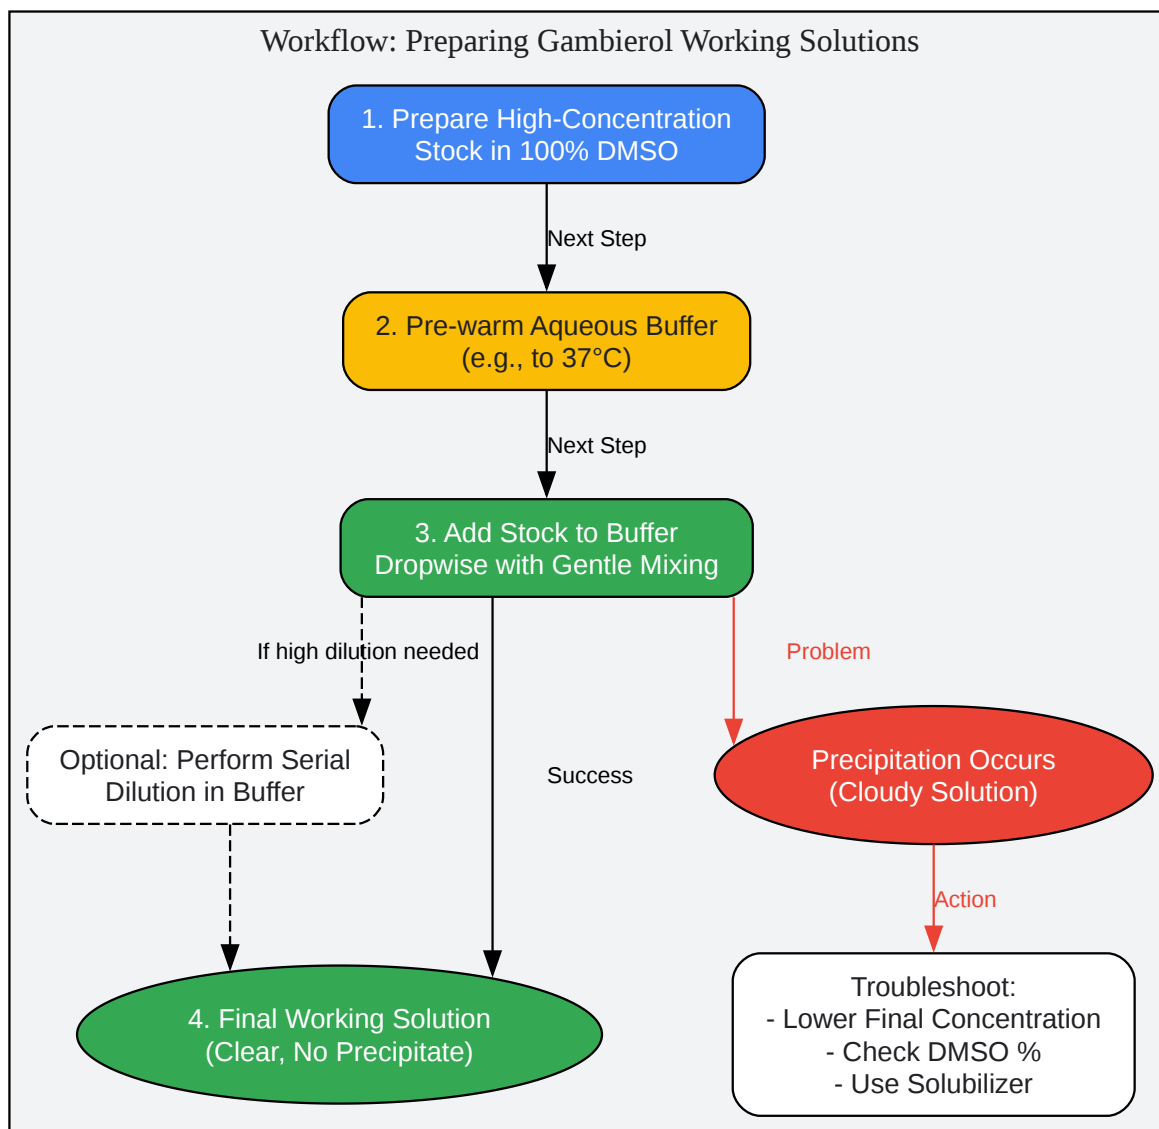 Workflow: Preparing Gambierol Working Solutions
1. Prepare High-Concentration
Stock in 100% DMSO
Next Step
2. Pre-warm Aqueous Buffer
(e.g., to 37°C)
Next Step
3. Add Stock to Buffer
Dropwise with Gentle Mixing
If high dilution needed
Problem
Optional: Perform Serial
Dilution in Buffer
Success
Precipitation Occurs
(Cloudy Solution)
Action
4. Final Working Solution
(Clear, No Precipitate)
Troubleshoot:
- Lower Final Concentration
- Check DMSO %
- Use Solubilizer